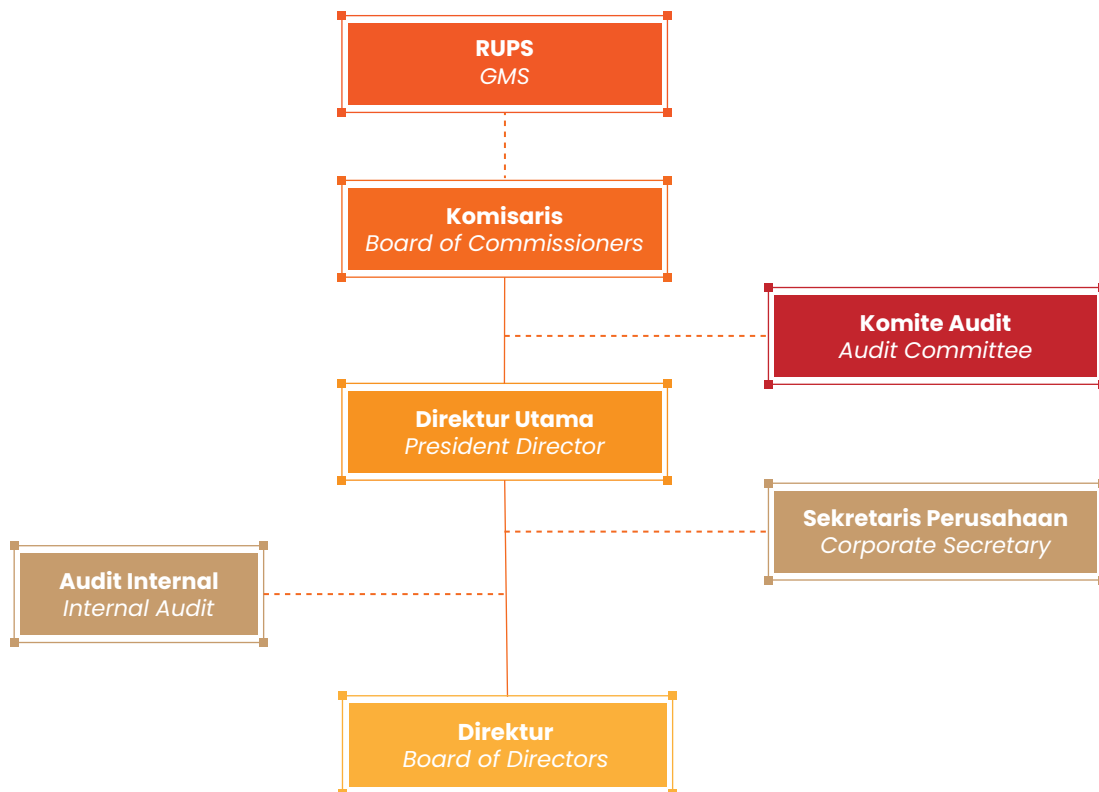 RUPS
GMS
Komisaris
Board of Commissioners
Komite Audit
Audit Committee
Direktur Utama
President Director
Sekretaris Perusahaan
Corporate Secretary
Audit Internal
Internal Audit
Direktur
Board of Directors